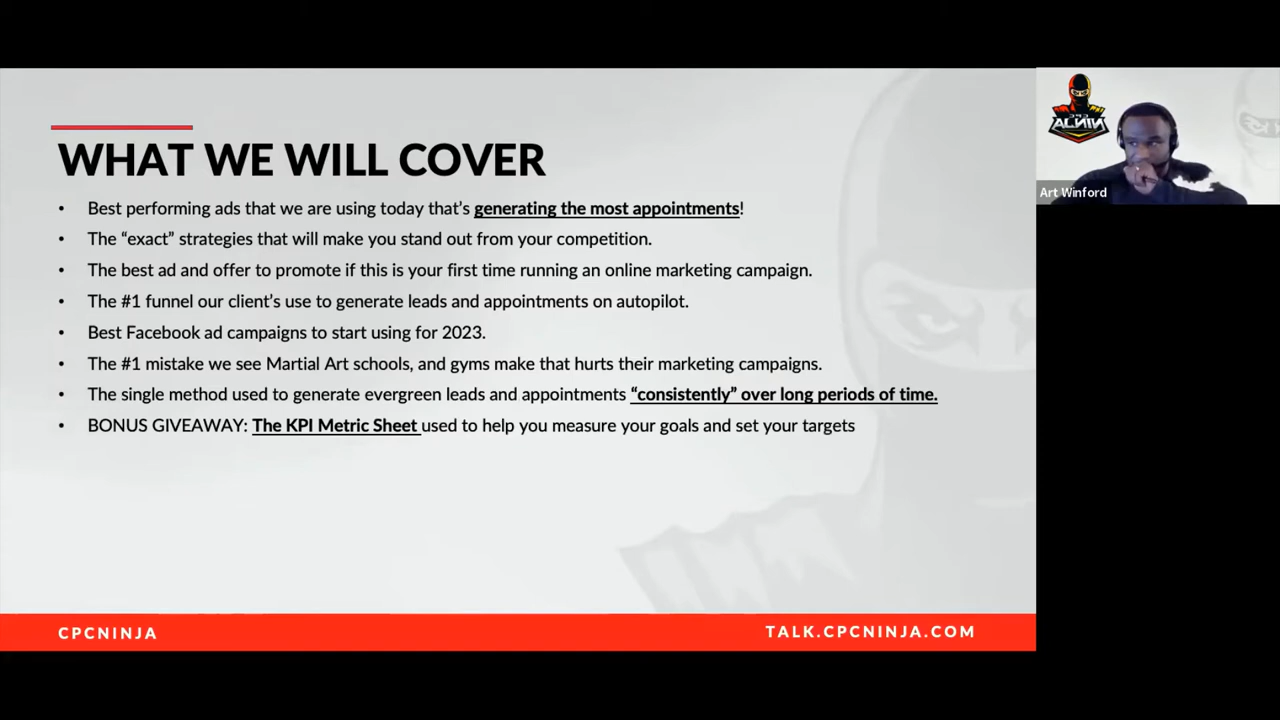 WHAT WE WILL COVER
• Best performing ads that we are using today that’s generating the most appointments!
• The “exact” strategies that will make you stand out from your competition.
• The best ad and offer to promote if this is your first time running an online marketing campaign.
• The #1 funnel our client’s use to generate leads and appointments on autopilot.
• Best Facebook ad campaigns to start using for 2023.
• The #1 mistake we see Martial Art schools, and gyms make that hurts their marketing campaigns.
• The single method used to generate evergreen leads and appointments “consistently” over long periods of time.
• BONUS GIVEAWAY: The KPI Metric Sheet used to help you measure your goals and set your targets
CPCNINJA
TALK.CPCNINJA.COM
CPC
NINJA
Art Winford